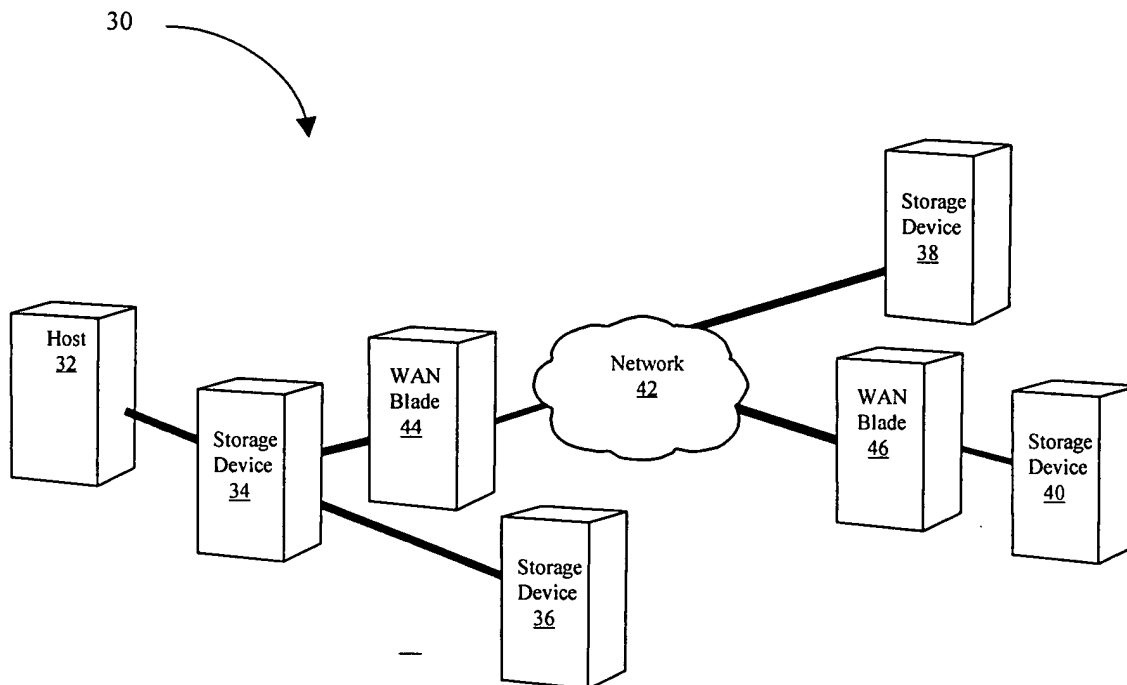 30
Storage
Device
38
Host
32
WAN
Blade
44
Network
42
WAN
Blade
46
Storage
Device
34
Storage
Device
40
Storage
Device
36